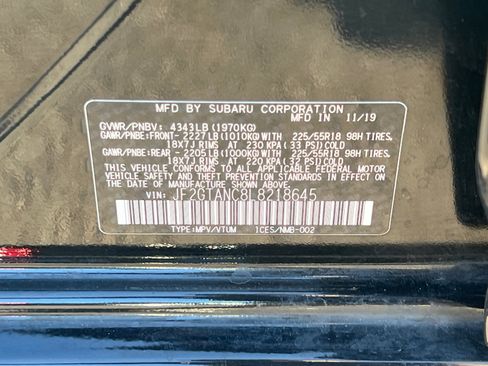 MFD BY SUBARU CORPORATION
MFD IN 11/19
GVWR/PNBV: 4343LB(1970KG)
GAWR/PNBE:FRONT- 2227LB(1010KG)WITH 225/55R18 98H TIRES,
18X7J RIMS AT 230 KPA(33 PSI)COLD
GAWR/PNBE:REAR - 2205LB(1000KG)WITH 225/55R18 98H TIRES,
18X7J RIMS AT 220 KPA(32 PSI)COLD
THIS VEHICLE CONFORMS TO ALL APPLICABLE FEDERAL MOTOR
VEHICLE SAFETY AND THEFT PREVENTION STANDARDS IN EFFECT
ON THE DATE OF MANUFACTURE SHOWN ABOVE.
VIN: JF2GTANC8L8218645
TYPE:MPV/VTUM ICES/NMB-002